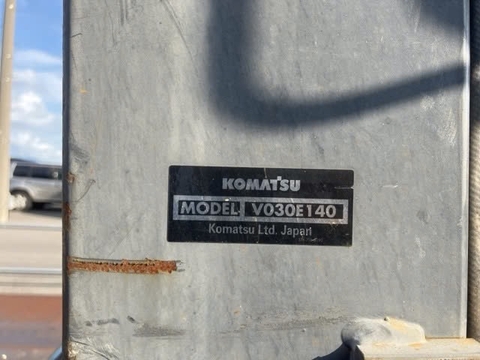 KOMATSU
MODEL V030E140
Komatsu Ltd. Japan